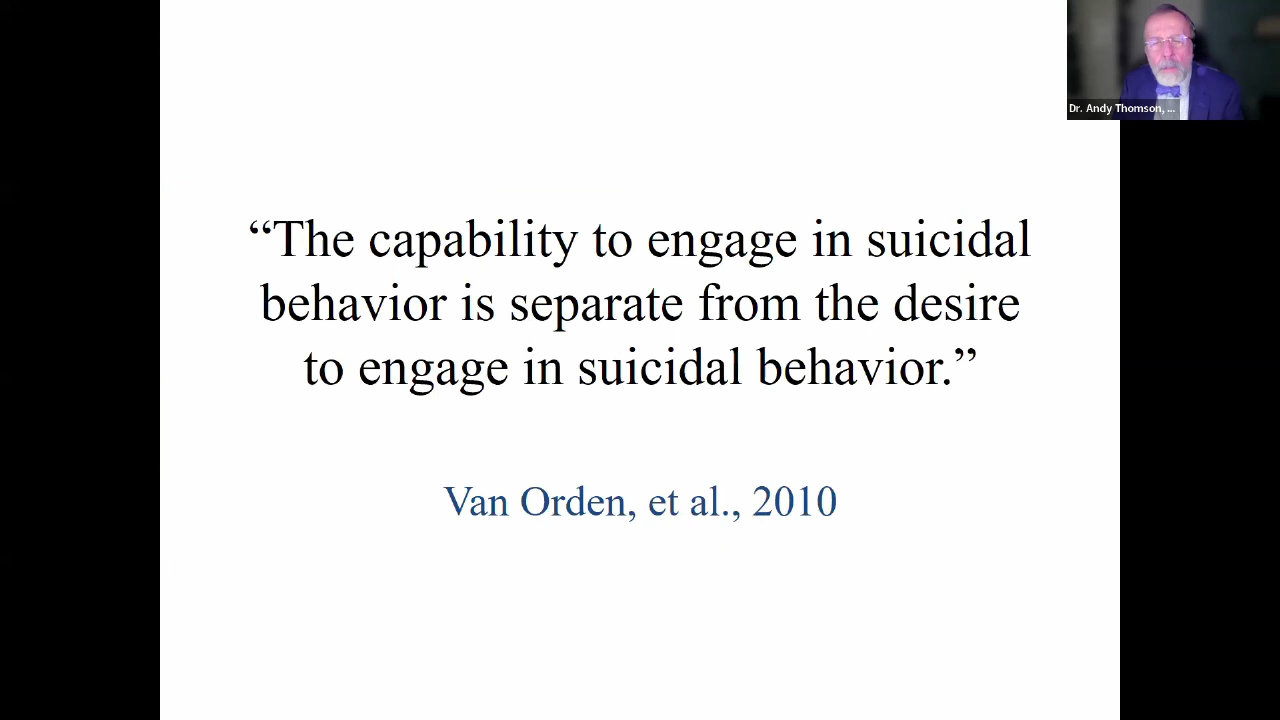 Dr. Andy Thomson, ...
“The capability to engage in suicidal
behavior is separate from the desire
to engage in suicidal behavior.”
Van Orden, et al., 2010